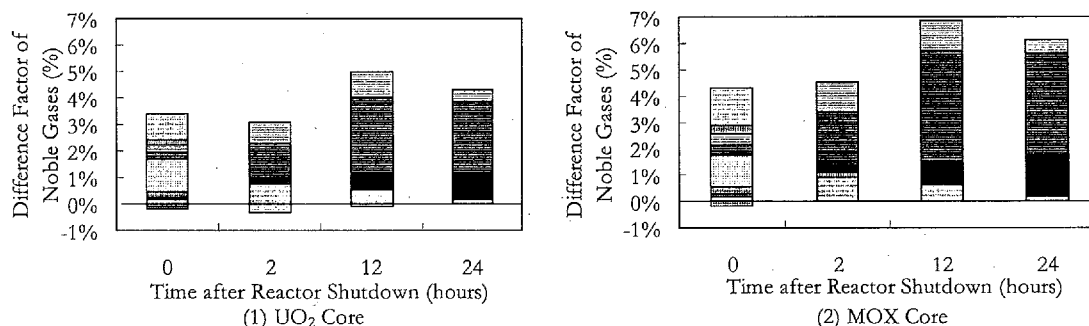 Difference Factor of
Noble Gases (%)
7%
6%
5%
4%
3%
2%
1%
0%
-1%
0 2 12 24
Time after Reactor Shutdown (hours)
(1) UO₂ Core
Difference Factor of
Noble Gases (%)
7%
6%
5%
4%
3%
2%
1%
0%
-1%
0 2 12 24
Time after Reactor Shutdown (hours)
(2) MOX Core